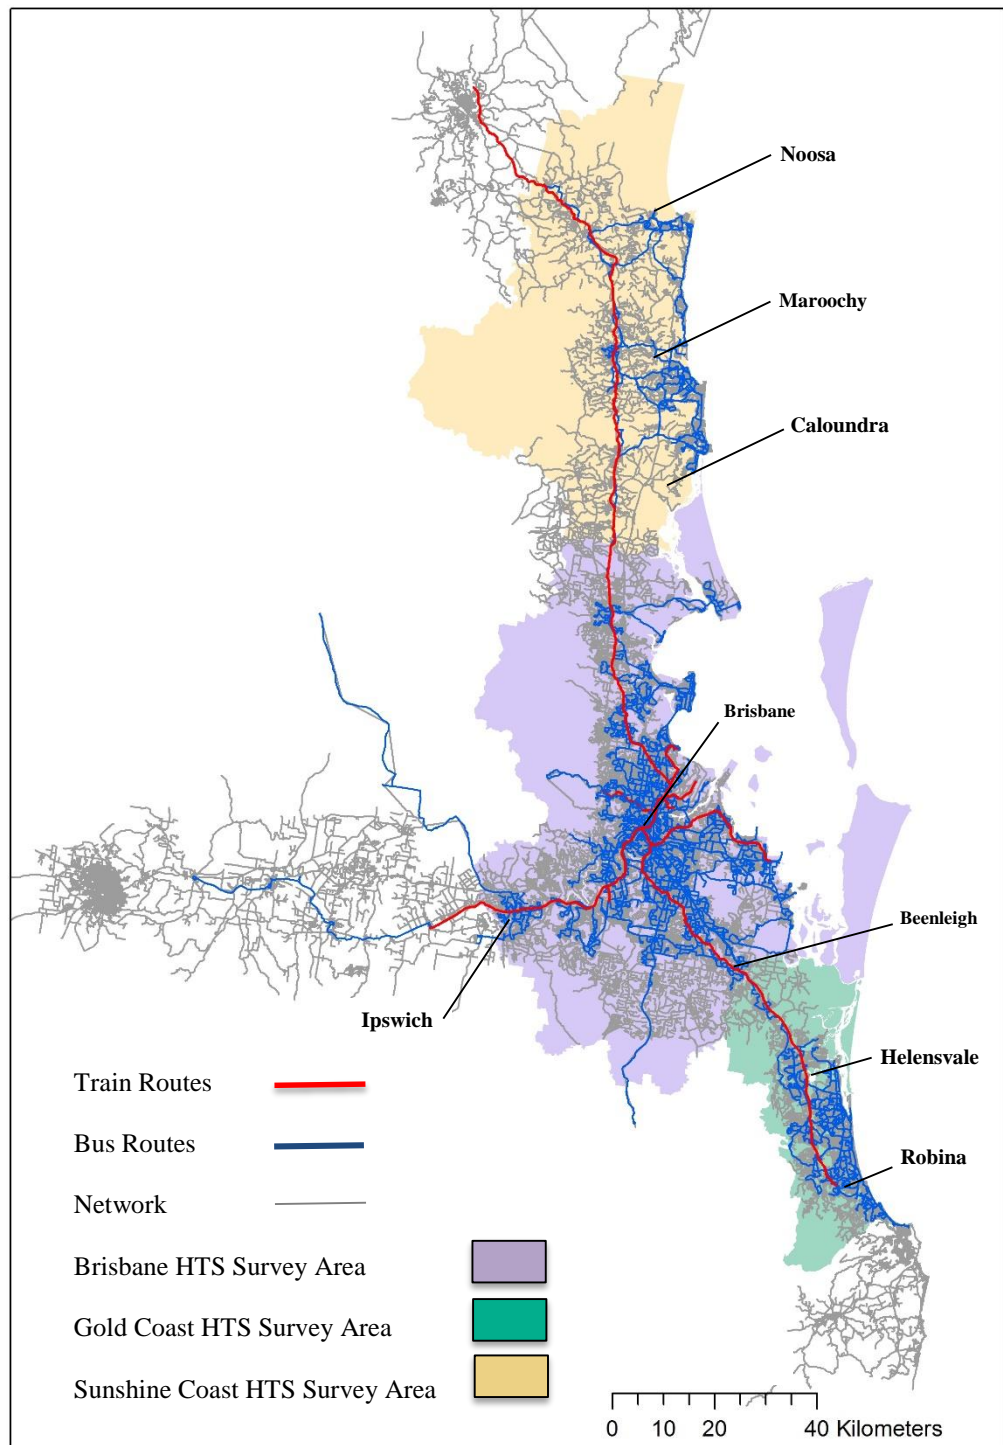 Noosa
Maroochy
Caloundra
Brisbane
Beenleigh
Ipswich
Helensvale
Train Routes
Bus Routes
Robina
Network
Brisbane HTS Survey Area
Gold Coast HTS Survey Area
Sunshine Coast HTS Survey Area
0 10 20 40 Kilometers